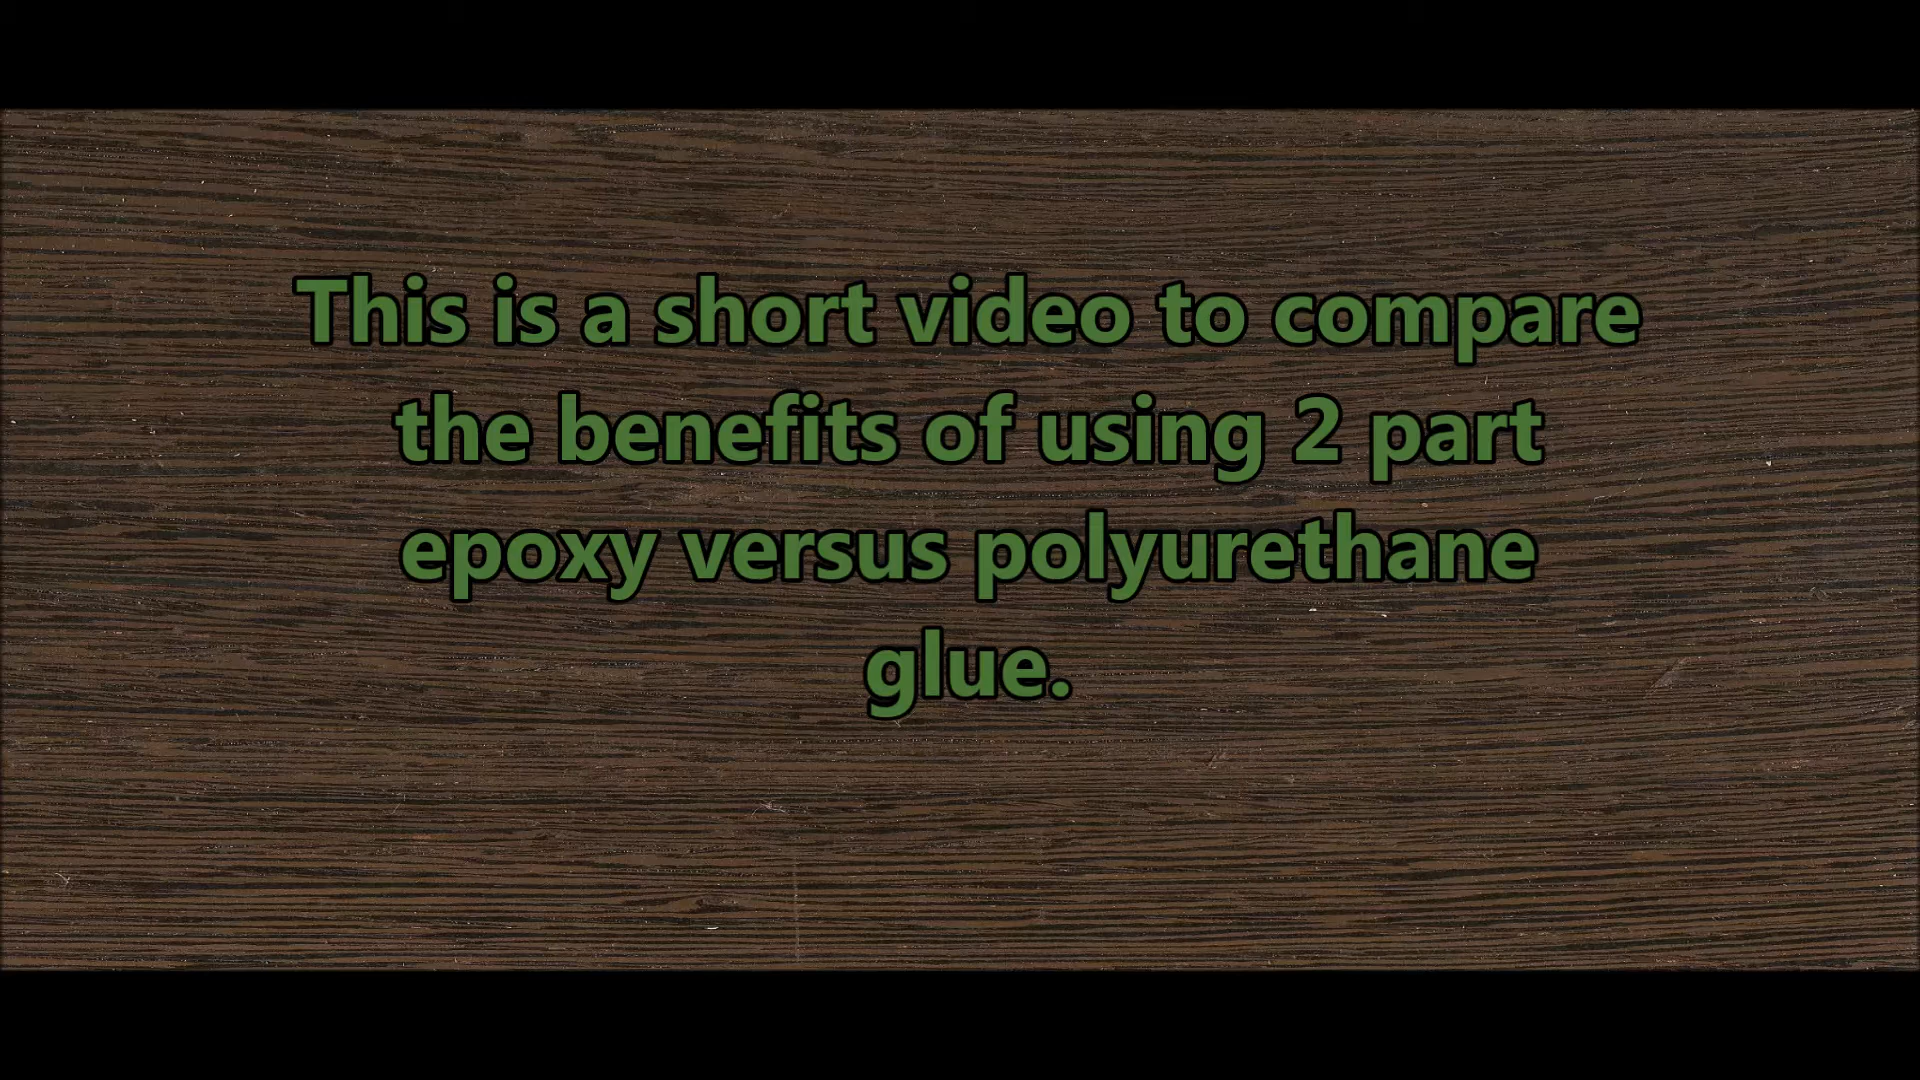 This is a short video to compare
the benefits of using 2 part
epoxy versus polyurethane
glue.